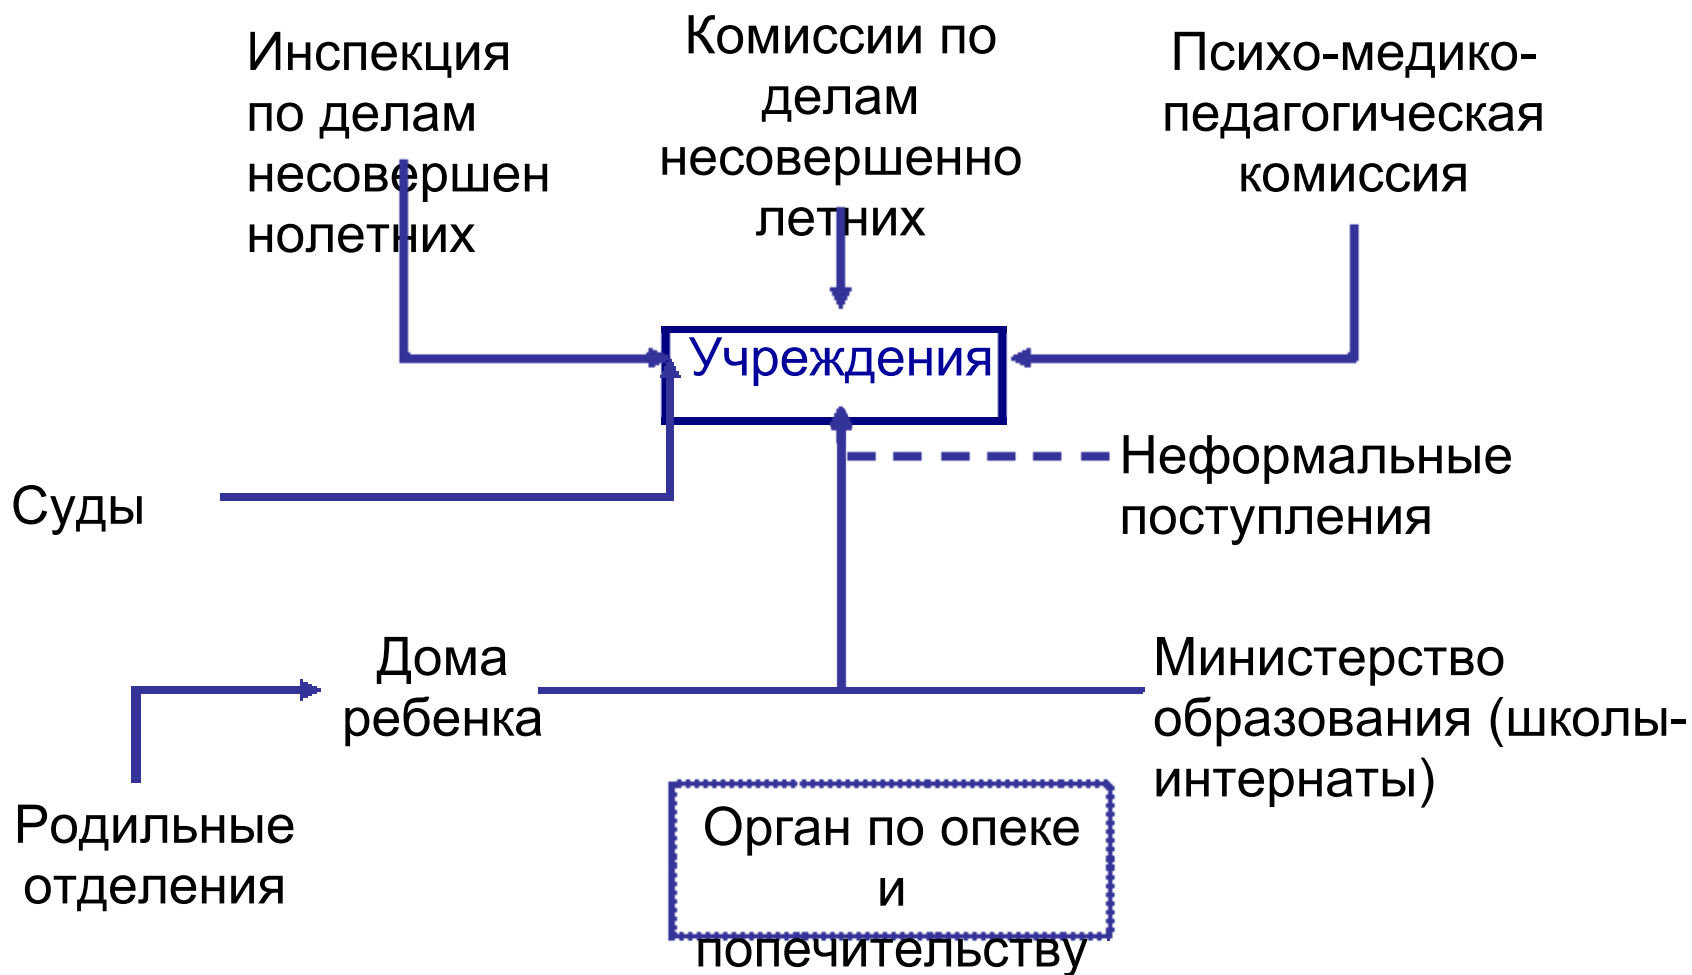 Инспекция
по делам
несовершен
нолетних
Комиссии по
делам
несовершенно
летних
Психо-медико-
педагогическая
комиссия
Учреждения
Неформальные
поступления
Суды
Дома
ребенка
Министерство
образования (школы-
интернаты)
Родильные
отделения
Орган по опеке
и
попечительству